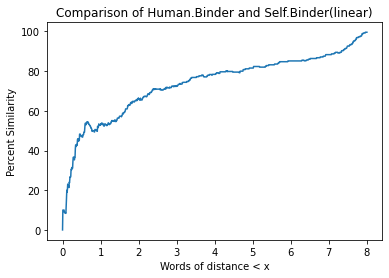 Comparison of Human.Binder and Self.Binder(linear)
100
80
60
40
20
0
Percent Similarity
0 1 2 3 4 5 6 7 8
Words of distance < x